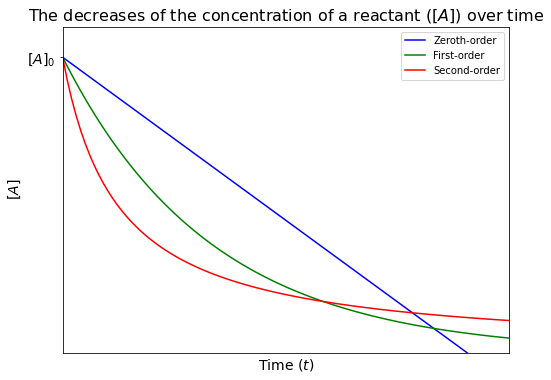 The decreases of the concentration of a reactant ([A]) over time
[A]₀
Zeroth-order
First-order
Second-order
[A]
Time (t)